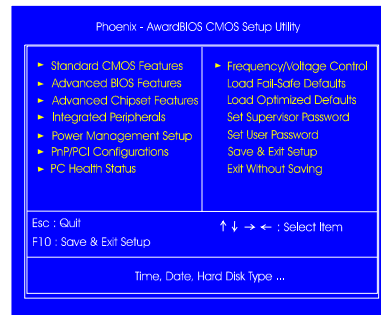 Phoenix - AwardBIOS CMOS Setup Utility
► Standard CMOS Features
► Advanced BIOS Features
► Advanced Chipset Features
► Integrated Peripherals
► Power Management Setup
► PnP/PCI Configurations
► PC Health Status
► Frequency/Voltage Control
Load Fail-Safe Defaults
Load Optimized Defaults
Set Supervisor Password
Set User Password
Save & Exit Setup
Exit Without Saving
Esc : Quit
F10 : Save & Exit Setup
↑ ↓ → ← : Select Item
Time, Date, Hard Disk Type ...